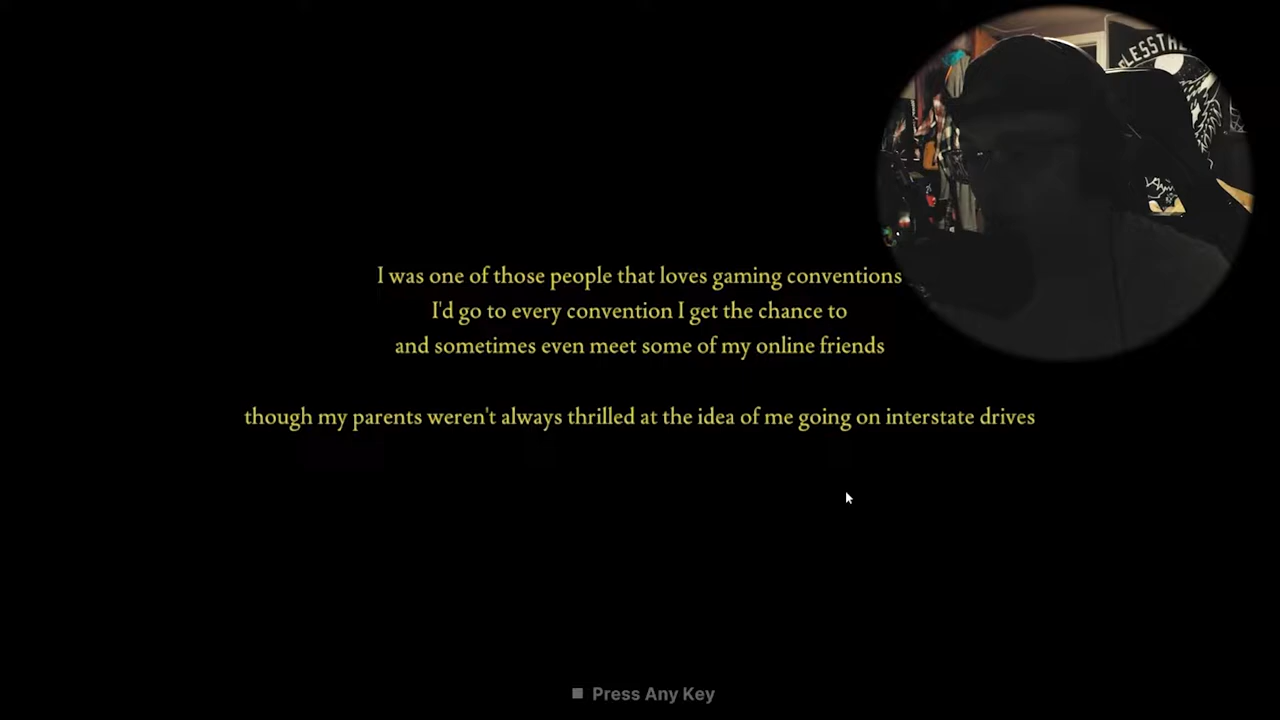 I was one of those people that loves gaming conventions
I'd go to every convention I get the chance to
and sometimes even meet some of my online friends
though my parents weren't always thrilled at the idea of me going on interstate drives
Press Any Key